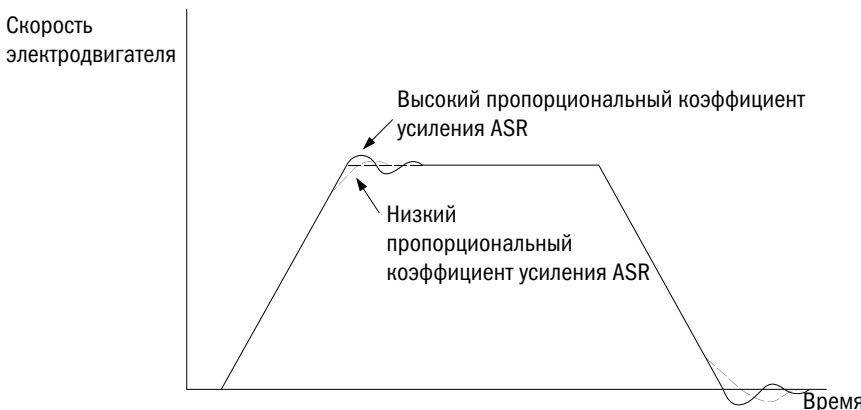 Скорость
электродвигателя
Высокий пропорциональный коэффициент
усиления ASR
Низкий
пропорциональный
коэффициент усиления ASR
Время